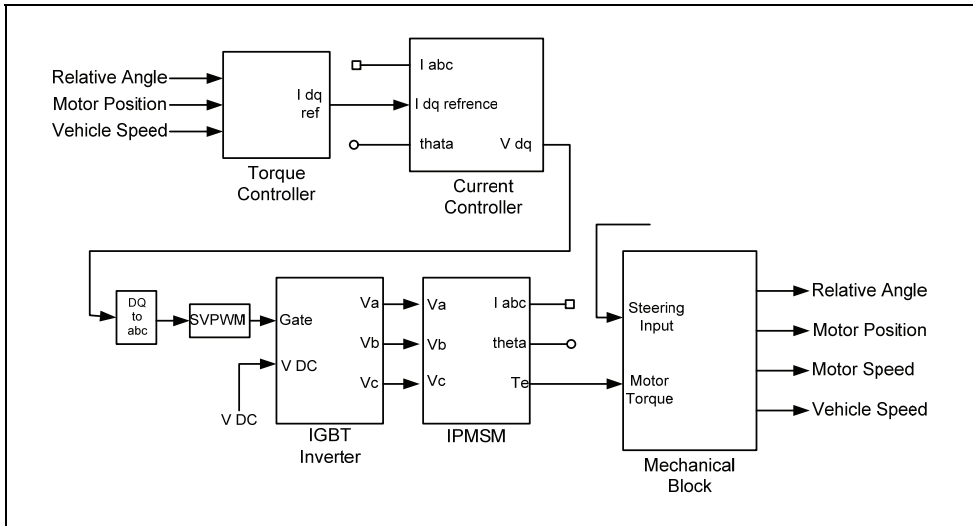 Relative Angle
Motor Position
Vehicle Speed
I dq
ref
Torque
Controller
I abc
I dq refrence
thata
V dq
Current
Controller
DQ
to
abc
SVPWM
Gate
V DC
V DC
Va
Vb
Vc
IGBT
Inverter
Va
Vb
Vc
I abc
theta
Te
IPMSM
Steering
Input
Motor
Torque
Mechanical
Block
Relative Angle
Motor Position
Motor Speed
Vehicle Speed